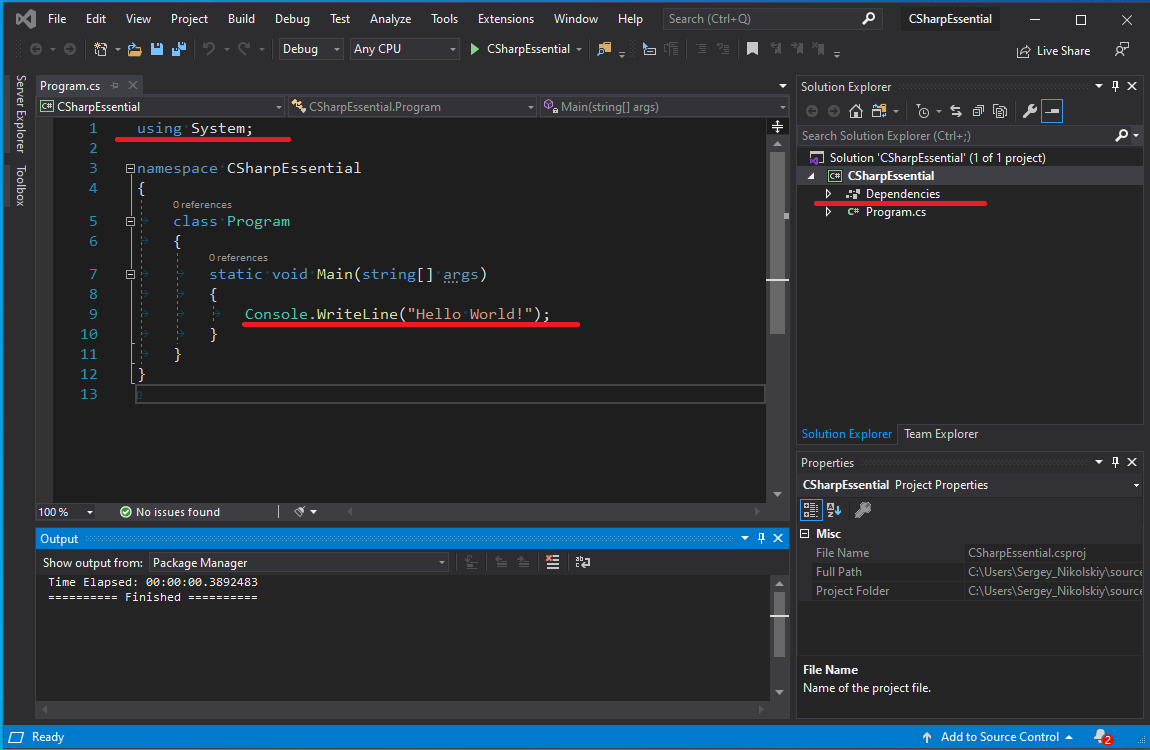 File Edit View Project Build Debug Test Analyze Tools Extensions Window Help Search (Ctrl+Q) CSharpEssential
Debug Any CPU CSharpEssential Live Share
Server Explorer
Toolbox
Program.cs
CSharpEssential CSharpEssential.Program Main(string[] args)
1 using System;
2
3 namespace CSharpEssential
4 {
0 references
5 class Program
6 {
0 references
7 static void Main(string[] args)
8 {
9 Console.WriteLine("Hello World!");
10 }
11 }
12 }
13
100 % No issues found
Output
Show output from: Package Manager
Time Elapsed: 00:00:00.3892483
========== Finished ==========
Solution Explorer
Search Solution Explorer (Ctrl+;)
Solution 'CSharpEssential' (1 of 1 project)
C# CSharpEssential
Dependencies
C# Program.cs
Solution Explorer Team Explorer
Properties
CSharpEssential Project Properties
Misc
File Name CSharpEssential.csproj
Full Path C:\Users\Sergey_Nikolskiy\source
Project Folder C:\Users\Sergey_Nikolskiy\source
File Name
Name of the project file.
Ready Add to Source Control 2